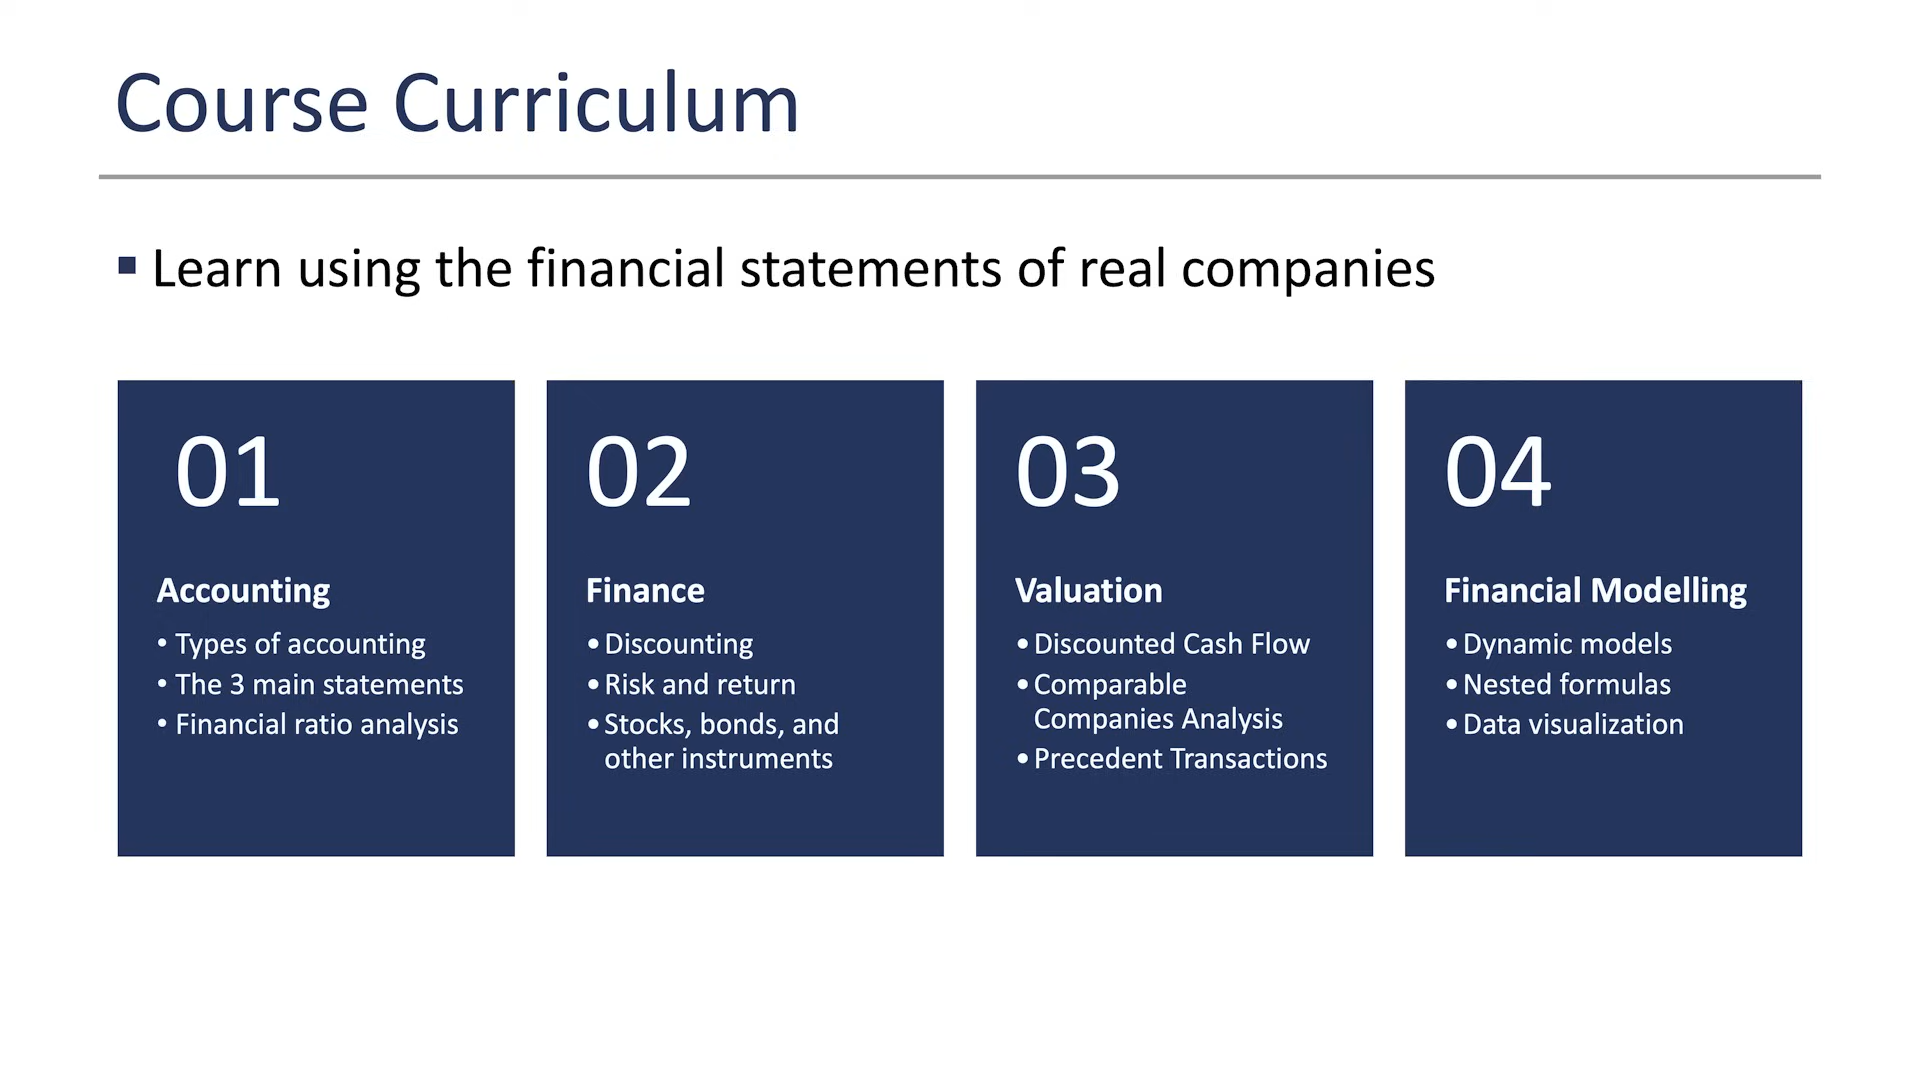 Course Curriculum
▪ Learn using the financial statements of real companies
01
Accounting
• Types of accounting
• The 3 main statements
• Financial ratio analysis
02
Finance
• Discounting
• Risk and return
• Stocks, bonds, and
other instruments
03
Valuation
• Discounted Cash Flow
• Comparable
Companies Analysis
• Precedent Transactions
04
Financial Modelling
• Dynamic models
• Nested formulas
• Data visualization